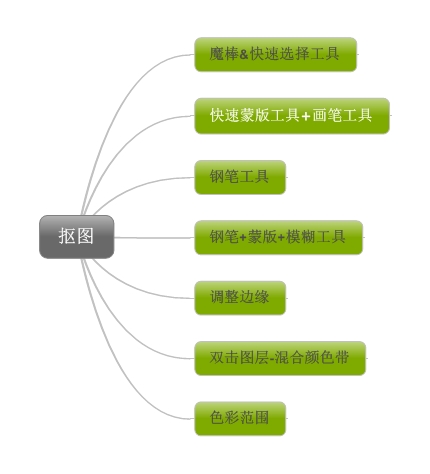 魔棒&快速选择工具
快速蒙版工具+画笔工具
钢笔工具
抠图
钢笔+蒙版+模糊工具
调整边缘
双击图层-混合颜色带
色彩范围